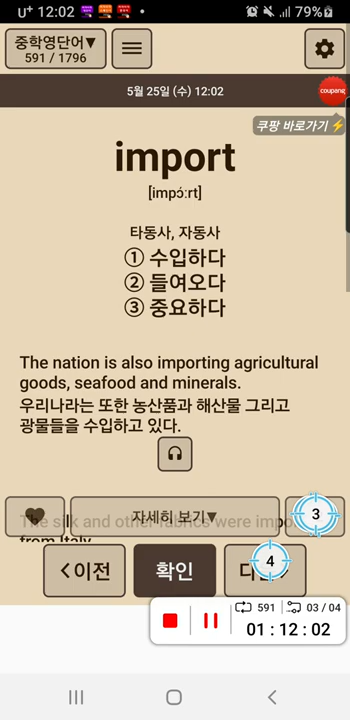 U+ 12:02 79%
중학영단어▼
591 / 1796
5월 25일 (수) 12:02
coupang
쿠팡 바로가기⚡
import
[impɔ́ːrt]
타동사, 자동사
① 수입하다
② 들여오다
③ 중요하다
The nation is also importing agricultural
goods, seafood and minerals.
우리나라는 또한 농산품과 해산물 그리고
광물들을 수입하고 있다.
자세히 보기▼
3
The silk and other fabrics were impo
from Italy
<이전
확인
4
591
03 / 04
01 : 12 : 02